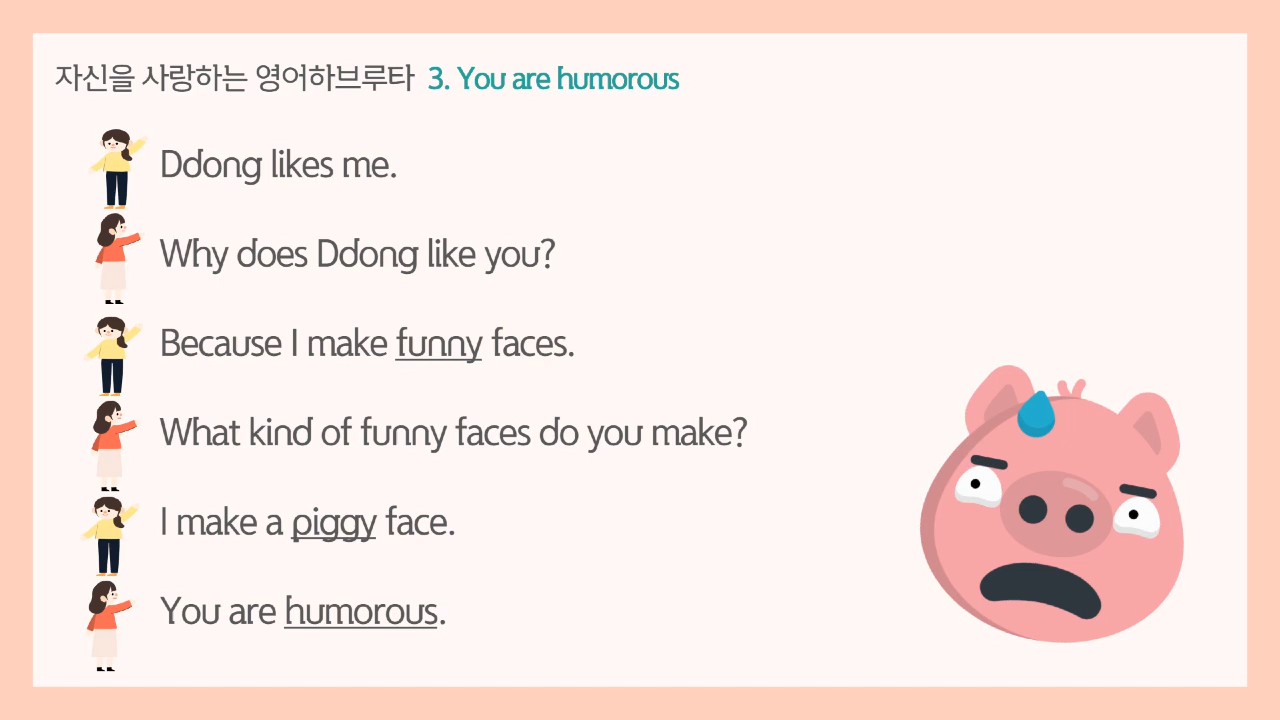 자신을 사랑하는 영어하브루타 3. You are humorous
Ddong likes me.
Why does Ddong like you?
Because I make funny faces.
What kind of funny faces do you make?
I make a piggy face.
You are humorous.